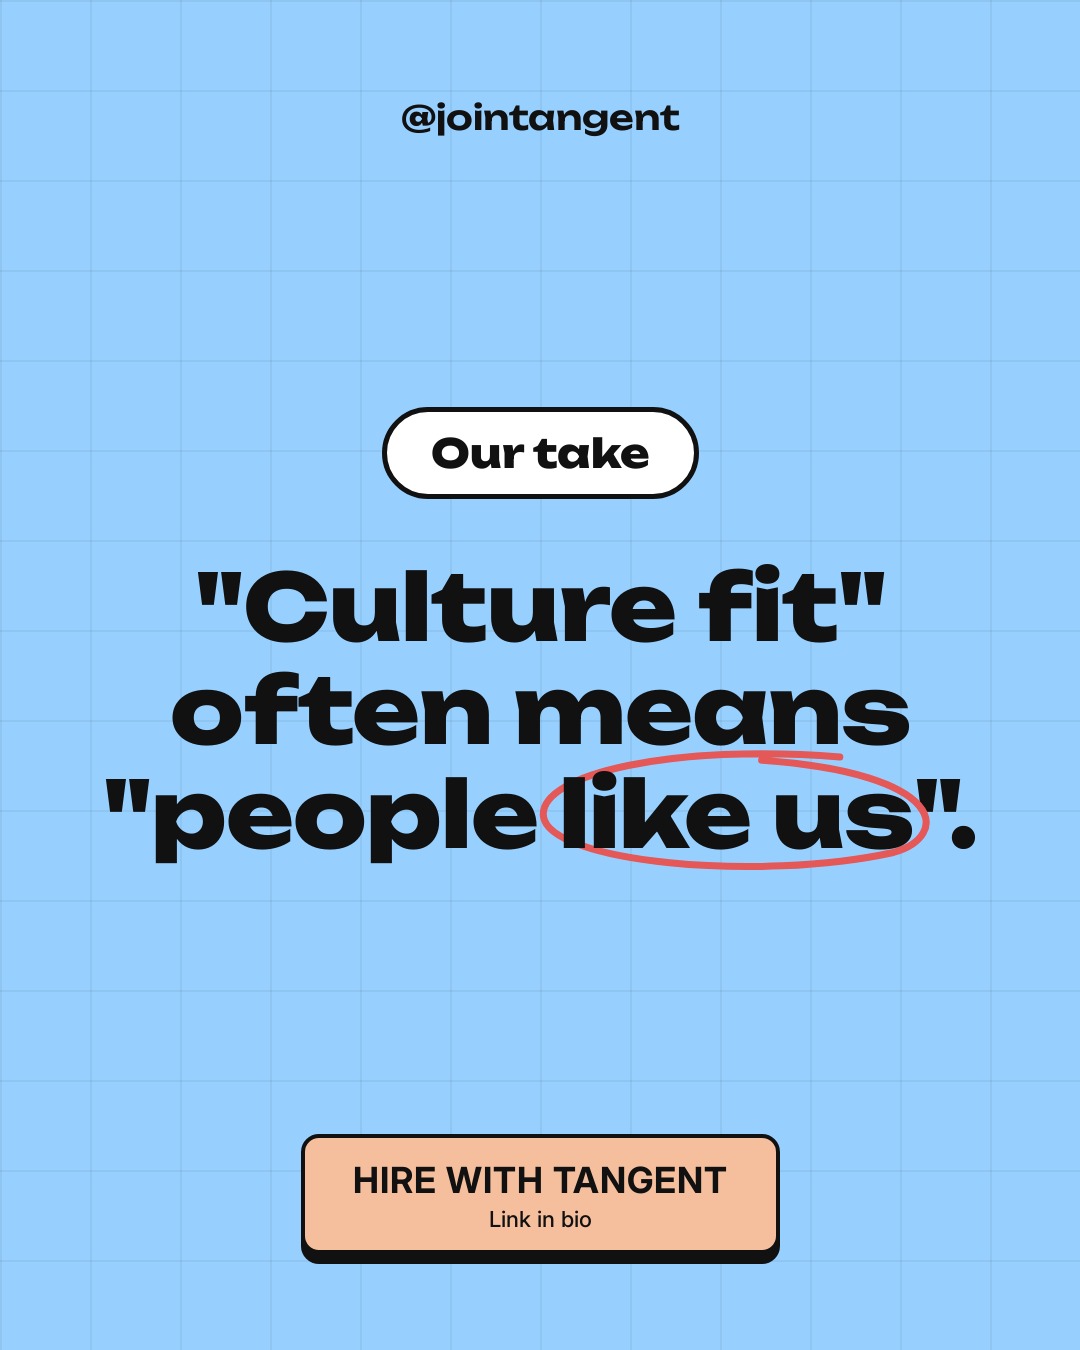 @jointangent
Our take
"Culture fit"
often means
"people like us".
HIRE WITH TANGENT
Link in bio